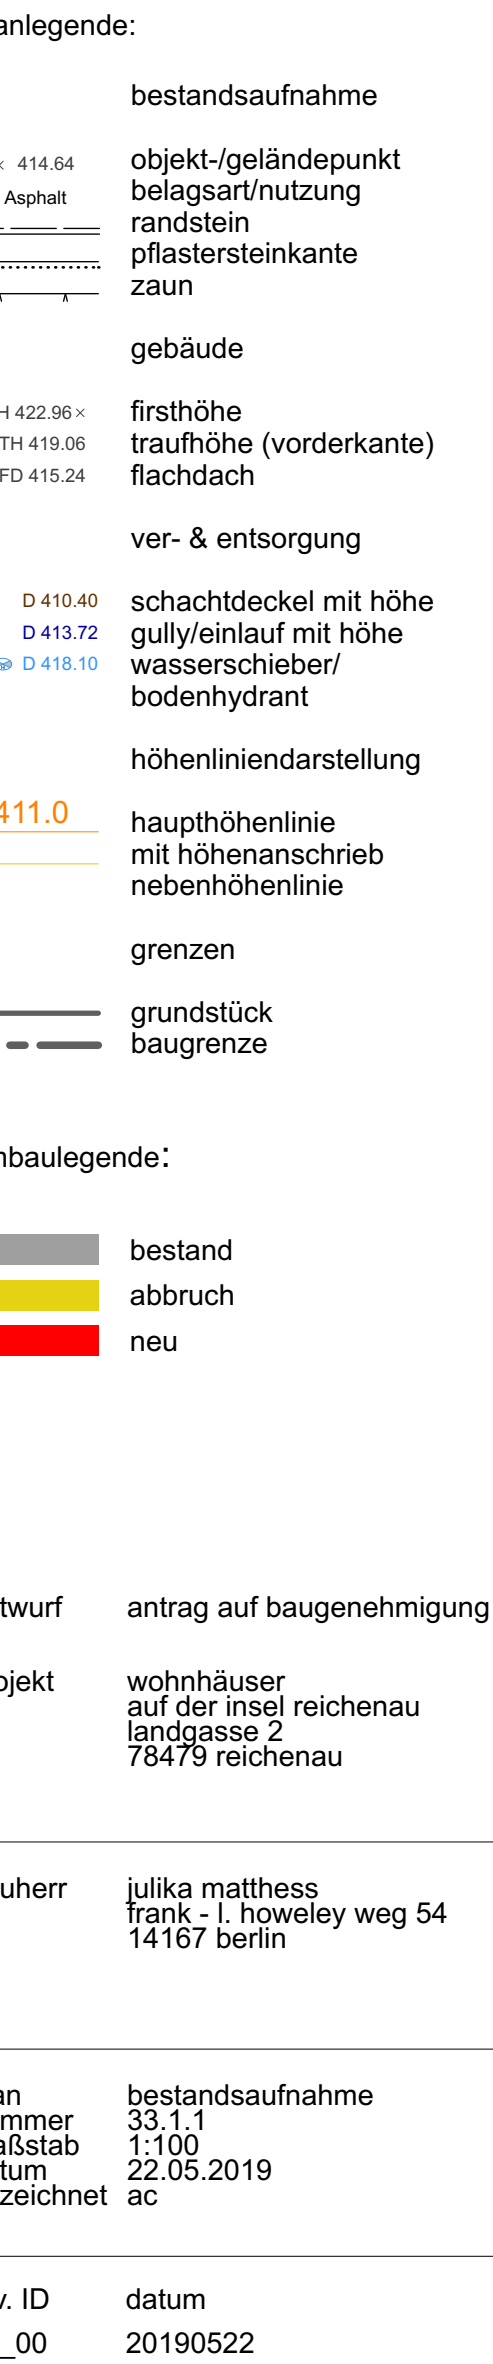 anlegende:
bestandsaufnahme
× 414.64 objekt-/geländepunkt
Asphalt belagsart/nutzung
randstein
pflastersteinkante
zaun
gebäude
H 422.96 × firsthöhe
TH 419.06 traufhöhe (vorderkante)
FD 415.24 flachdach
ver- & entsorgung
D 410.40 schachtdeckel mit höhe
D 413.72 gully/einlauf mit höhe
D 418.10 wasserschieber/
bodenhydrant
höhenliniendarstellung
411.0 haupthöhenlinie
mit höhenanschrieb
nebenhöhenlinie
grenzen
grundstück
baugrenze
nbaulegende:
bestand
abbruch
neu
twurf antrag auf baugenehmigung
ojekt wohnhäuser
auf der insel reichenau
landgasse 2
78479 reichenau
uherr julika matthess
frank - l. howeley weg 54
14167 berlin
an bestandsaufnahme
ummer 33.1.1
aßstab 1:100
tum 22.05.2019
zeichnet ac
v. ID datum
_00 20190522